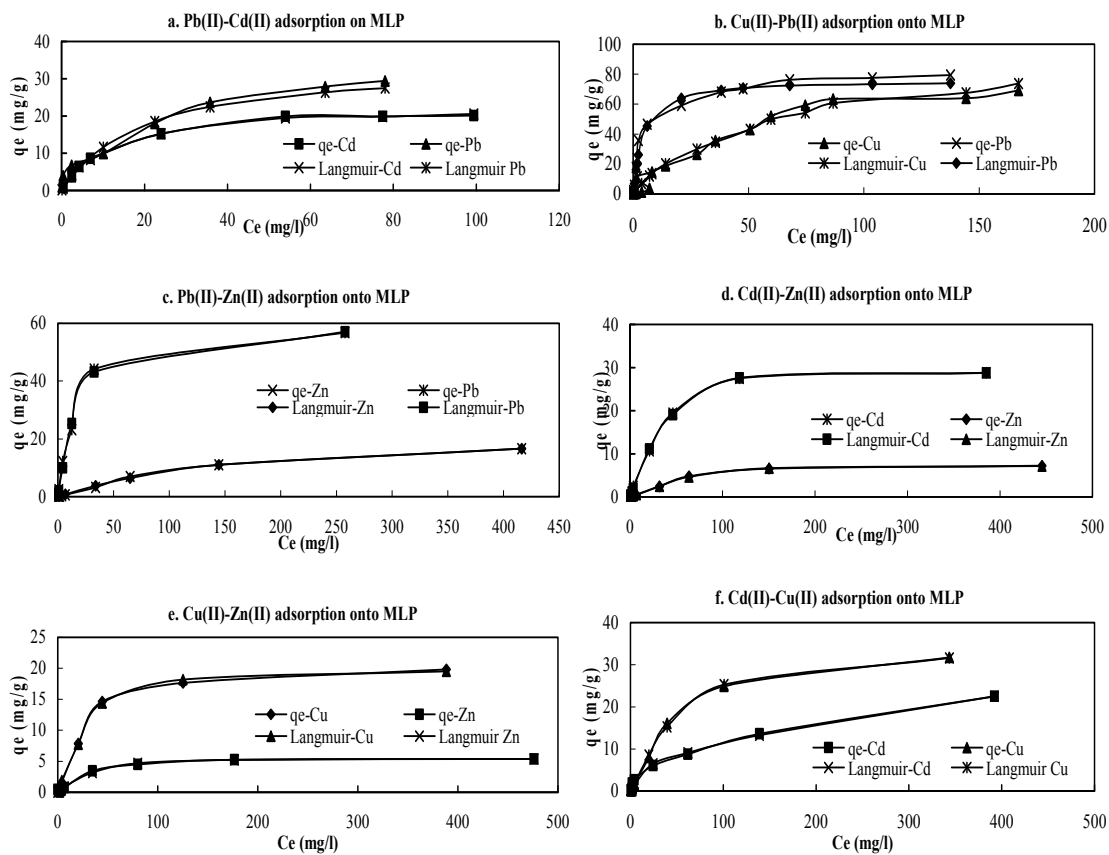 a. Pb(II)-Cd(II) adsorption on MLP
40
30
20
10
0
qe (mg/g)
qe-Cd
qe-Pb
Langmuir-Cd
Langmuir Pb
0
20
40
60
80
100
120
Ce (mg/l)
b. Cu(II)-Pb(II) adsorption onto MLP
100
80
60
40
20
0
qe (mg/g)
qe-Cu
qe-Pb
Langmuir-Cu
Langmuir-Pb
0
50
100
150
200
Ce (mg/l)
c. Pb(II)-Zn(II) adsorption onto MLP
60
40
20
0
qe (mg/g)
qe-Zn
qe-Pb
Langmuir-Zn
Langmuir-Pb
0
50
100
150
200
250
300
350
400
450
Ce (mg/l)
d. Cd(II)-Zn(II) adsorption onto MLP
40
30
20
10
0
qe (mg/g)
qe-Cd
qe-Zn
Langmuir-Cd
Langmuir-Zn
0
100
200
300
400
500
Ce (mg/l)
e. Cu(II)-Zn(II) adsorption onto MLP
25
20
15
10
5
0
qe (mg/g)
qe-Cu
qe-Zn
Langmuir-Cu
Langmuir Zn
0
100
200
300
400
500
Ce (mg/l)
f. Cd(II)-Cu(II) adsorption onto MLP
40
30
20
10
0
qe (mg/g)
qe-Cd
qe-Cu
Langmuir-Cd
Langmuir Cu
0
100
200
300
400
500
Ce (mg/l)